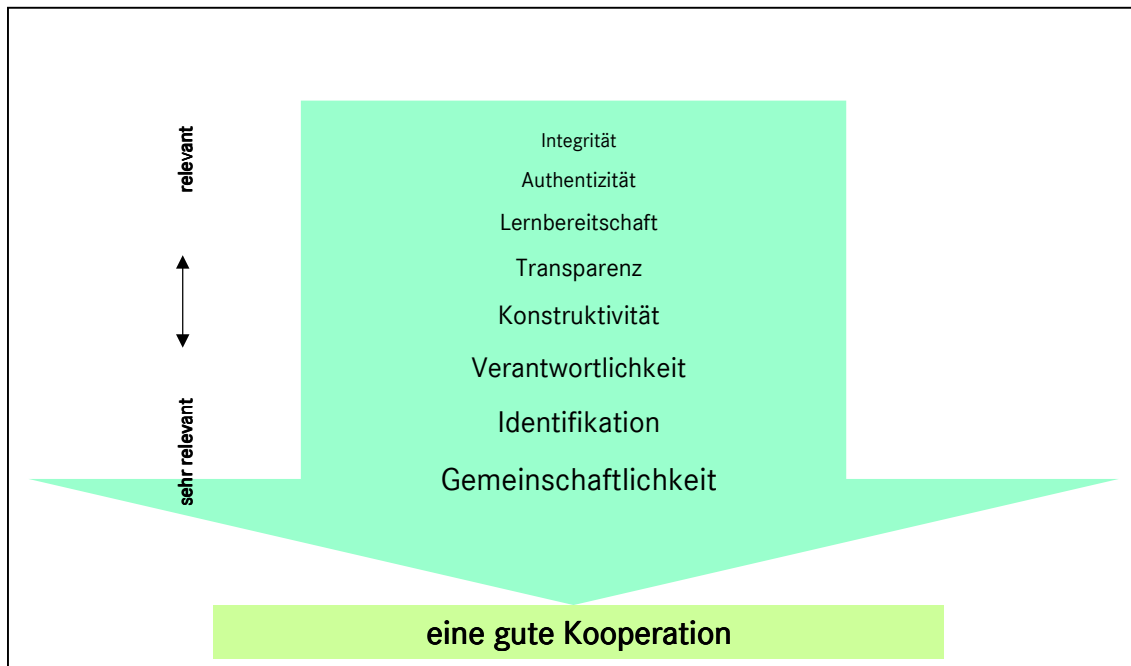 relevant
sehr relevant
Integrität
Authentizität
Lernbereitschaft
Transparenz
Konstruktivität
Verantwortlichkeit
Identifikation
Gemeinschaftlichkeit
eine gute Kooperation